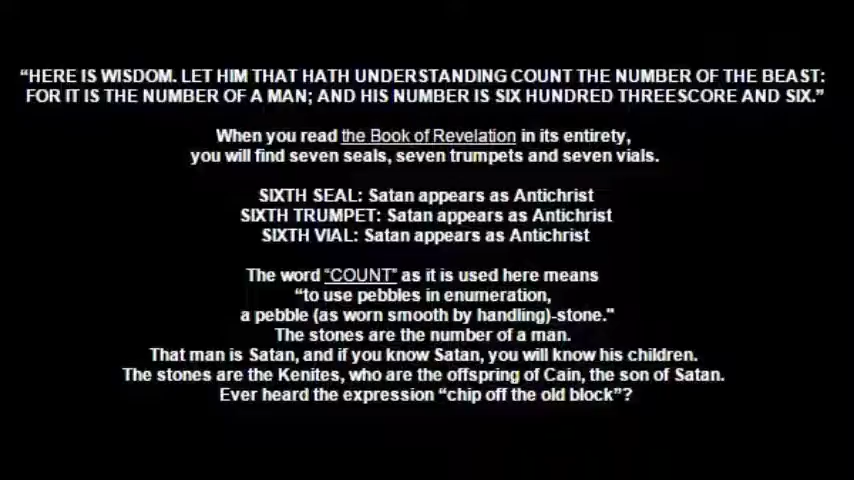 “HERE IS WISDOM. LET HIM THAT HATH UNDERSTANDING COUNT THE NUMBER OF THE BEAST:
FOR IT IS THE NUMBER OF A MAN; AND HIS NUMBER IS SIX HUNDRED THREESCORE AND SIX.”
When you read the Book of Revelation in its entirety,
you will find seven seals, seven trumpets and seven vials.
SIXTH SEAL: Satan appears as Antichrist
SIXTH TRUMPET: Satan appears as Antichrist
SIXTH VIAL: Satan appears as Antichrist
The word “COUNT” as it is used here means
“to use pebbles in enumeration,
a pebble (as worn smooth by handling)-stone."
The stones are the number of a man.
That man is Satan, and if you know Satan, you will know his children.
The stones are the Kenites, who are the offspring of Cain, the son of Satan.
Ever heard the expression “chip off the old block”?